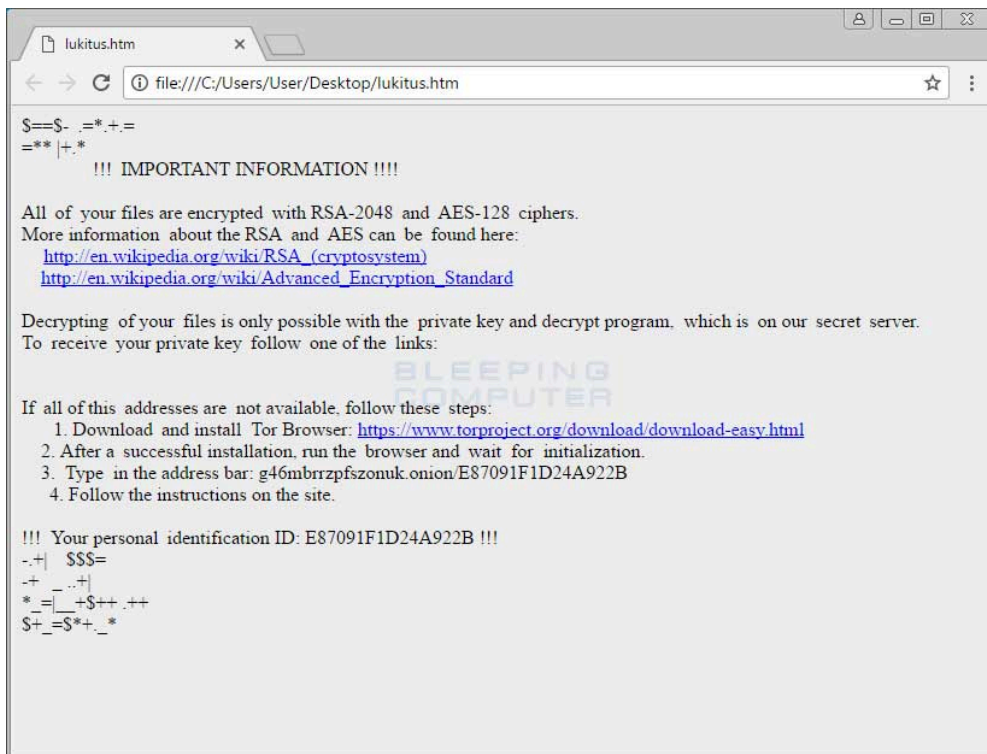 lukitus.htm
file:///C:/Users/User/Desktop/lukitus.htm
$==$- .=*.+.=
=** |+.*
!!! IMPORTANT INFORMATION !!!!
All of your files are encrypted with RSA-2048 and AES-128 ciphers.
More information about the RSA and AES can be found here:
http://en.wikipedia.org/wiki/RSA_(cryptosystem)
http://en.wikipedia.org/wiki/Advanced_Encryption_Standard
Decrypting of your files is only possible with the private key and decrypt program, which is on our secret server.
To receive your private key follow one of the links:
BLEEPING
COMPUTER
If all of this addresses are not available, follow these steps:
1. Download and install Tor Browser: https://www.torproject.org/download/download-easy.html
2. After a successful installation, run the browser and wait for initialization.
3. Type in the address bar: g46mbrrzpfszonuk.onion/E87091F1D24A922B
4. Follow the instructions on the site.
!!! Your personal identification ID: E87091F1D24A922B !!!
-.+| $$$=
-+ _ ..+|
*_=|__+$++ .++
$+_=$*+._*